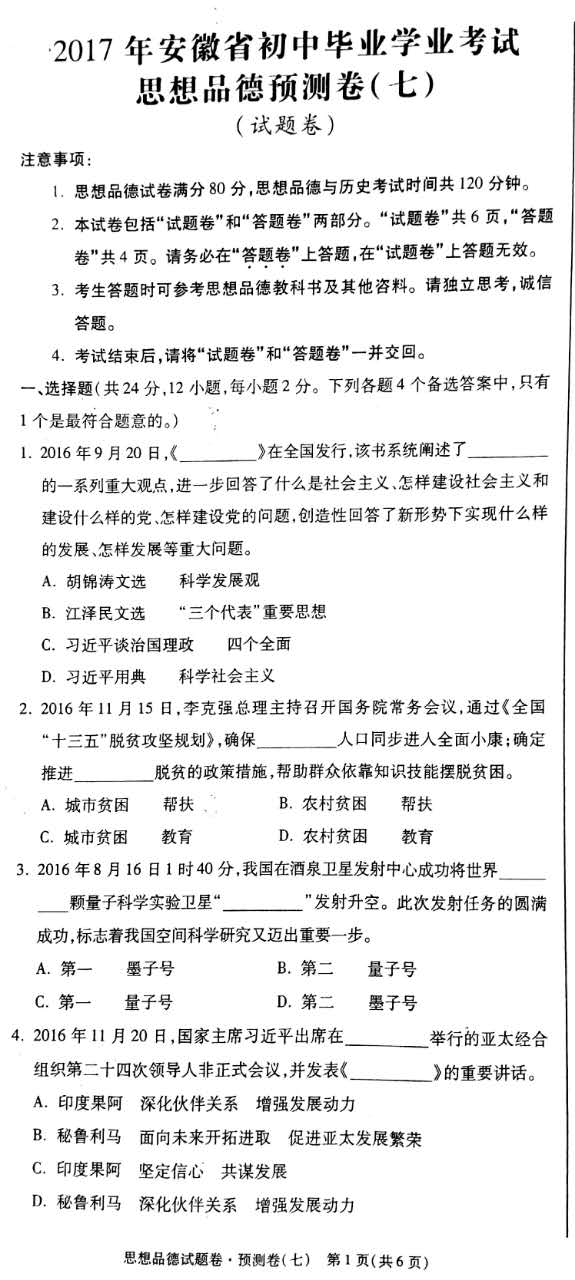 2017年安徽省初中毕业学业考试
思想品德预测卷(七)
(试题卷)
注意事项:
1. 思想品德试卷满分80分,思想品德与历史考试时间共120分钟。
2. 本试卷包括“试题卷”和“答题卷”两部分。“试题卷”共6页,“答题
卷”共4页。请务必在“答题卷”上答题,在“试题卷”上答题无效。
3. 考生答题时可参考思想品德教科书及其他咨料。请独立思考,诚信
答题。
4. 考试结束后,请将“试题卷”和“答题卷”一并交回。
一、选择题(共24分,12小题,每小题2分。下列各题4个备选答案中,只有
1个是最符合题意的。)
1. 2016年9月20日,《________》在全国发行,该书系统阐述了________
的一系列重大观点,进一步回答了什么是社会主义、怎样建设社会主义和
建设什么样的党、怎样建设党的问题,创造性回答了新形势下实现什么样
的发展、怎样发展等重大问题。
A. 胡锦涛文选 科学发展观
B. 江泽民文选 “三个代表”重要思想
C. 习近平谈治国理政 四个全面
D. 习近平用典 科学社会主义
2. 2016年11月15日,李克强总理主持召开国务院常务会议,通过《全国
“十三五”脱贫攻坚规划》,确保________人口同步进人全面小康;确定
推进________脱贫的政策措施,帮助群众依靠知识技能摆脱贫困。
A. 城市贫困 帮扶 B. 农村贫困 帮扶
C. 城市贫困 教育 D. 农村贫困 教育
3. 2016年8月16日1时40分,我国在酒泉卫星发射中心成功将世界_____
___颗量子科学实验卫星“________”发射升空。此次发射任务的圆满
成功,标志着我国空间科学研究又迈出重要一步。
A. 第一 墨子号 B. 第二 量子号
C. 第一 量子号 D. 第二 墨子号
4. 2016年11月20日,国家主席习近平出席在________举行的亚太经合
组织第二十四次领导人非正式会议,并发表《________》的重要讲话。
A. 印度果阿 深化伙伴关系 增强发展动力
B. 秘鲁利马 面向未来开拓进取 促进亚太发展繁荣
C. 印度果阿 坚定信心 共谋发展
D. 秘鲁利马 深化伙伴关系 增强发展动力
思想品德试题卷·预测卷(七) 第1页(共6页)